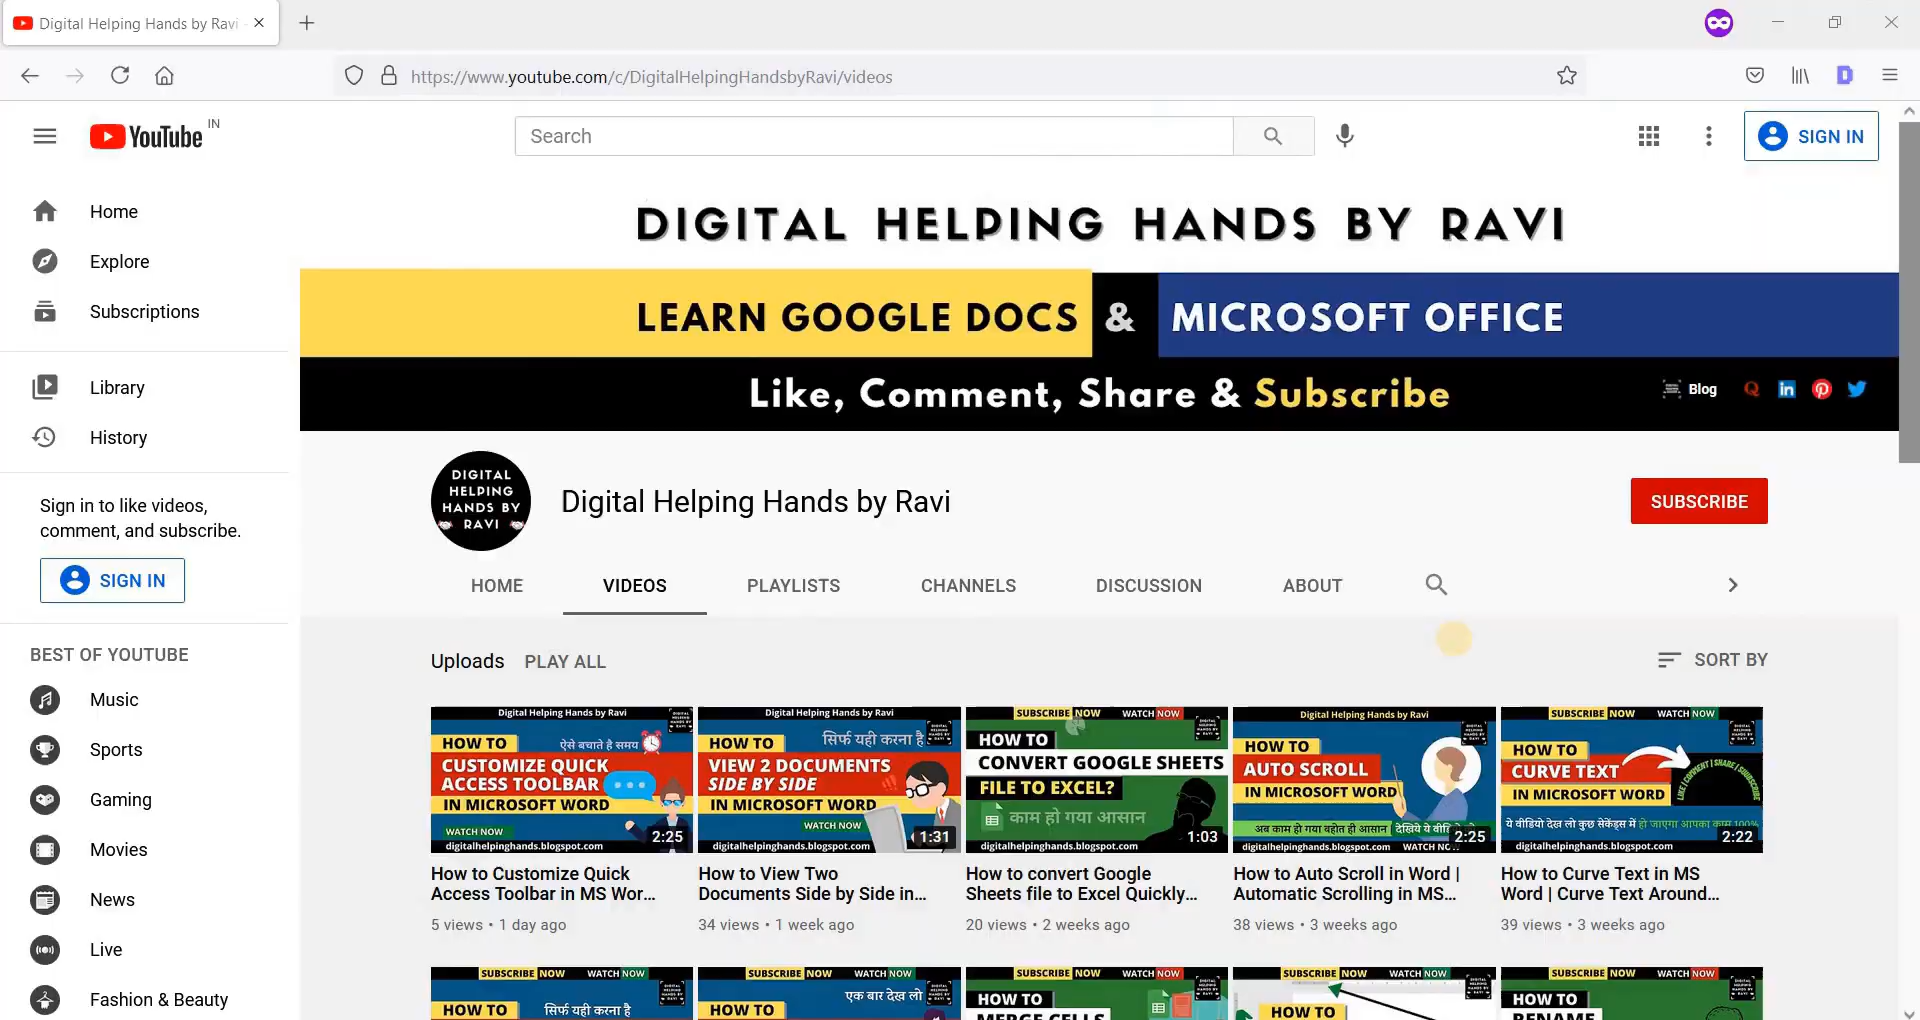 Digital Helping Hands by Ravi -
https://www.youtube.com/c/DigitalHelpingHandsbyRavi/videos
YouTube IN
Search
SIGN IN
Home
Explore
Subscriptions
Library
History
Sign in to like videos,
comment, and subscribe.
SIGN IN
BEST OF YOUTUBE
Music
Sports
Gaming
Movies
News
Live
Fashion & Beauty
DIGITAL HELPING HANDS BY RAVI
LEARN GOOGLE DOCS & MICROSOFT OFFICE
Like, Comment, Share & Subscribe
Blog
DIGITAL
HELPING
HANDS BY
RAVI
Digital Helping Hands by Ravi
SUBSCRIBE
HOME VIDEOS PLAYLISTS CHANNELS DISCUSSION ABOUT
Uploads PLAY ALL
SORT BY
Digital Helping Hands by Ravi
HOW TO
ऐसे बचाते है समय
CUSTOMIZE QUICK
ACCESS TOOLBAR
IN MICROSOFT WORD
WATCH NOW
2:25
digitalhelpinghands.blogspot.com
How to Customize Quick
Access Toolbar in MS Wor...
5 views • 1 day ago
Digital Helping Hands by Ravi
HOW TO
सिर्फ यही करना है
VIEW 2 DOCUMENTS
SIDE BY SIDE
IN MICROSOFT WORD
WATCH NOW
1:31
digitalhelpinghands.blogspot.com
How to View Two
Documents Side by Side in...
34 views • 1 week ago
SUBSCRIBE NOW WATCH NOW
HOW TO
CONVERT GOOGLE SHEETS
FILE TO EXCEL?
काम हो गया आसान
1:03
digitalhelpinghands.blogspot.com
How to convert Google
Sheets file to Excel Quickly...
20 views • 2 weeks ago
Digital Helping Hands by Ravi
HOW TO
AUTO SCROLL
IN MICROSOFT WORD
अब काम हो गया बहोत ही आसान देखिये ये
2:25
digitalhelpinghands.blogspot.com WATCH
How to Auto Scroll in Word |
Automatic Scrolling in MS...
38 views • 3 weeks ago
SUBSCRIBE NOW WATCH NOW
HOW TO
CURVE TEXT
IN MICROSOFT WORD
LIKE | COMMENT | SHARE | SUBSCRIBE
ये वीडियो देख लो कुछ सेकेंड्स में हो जाएगा आपका काम 100%
2:22
digitalhelpinghands.blogspot.com
How to Curve Text in MS
Word | Curve Text Around...
39 views • 3 weeks ago
SUBSCRIBE NOW WATCH NOW
HOW TO
सिर्फ यही करना है
SUBSCRIBE NOW WATCH NOW
एक बार देख लो
HOW TO
SUBSCRIBE NOW WATCH NOW
HOW TO
MERGE CELLS
SUBSCRIBE NOW WATCH NOW
HOW TO
SUBSCRIBE NOW WATCH NOW
HOW TO
RENAME